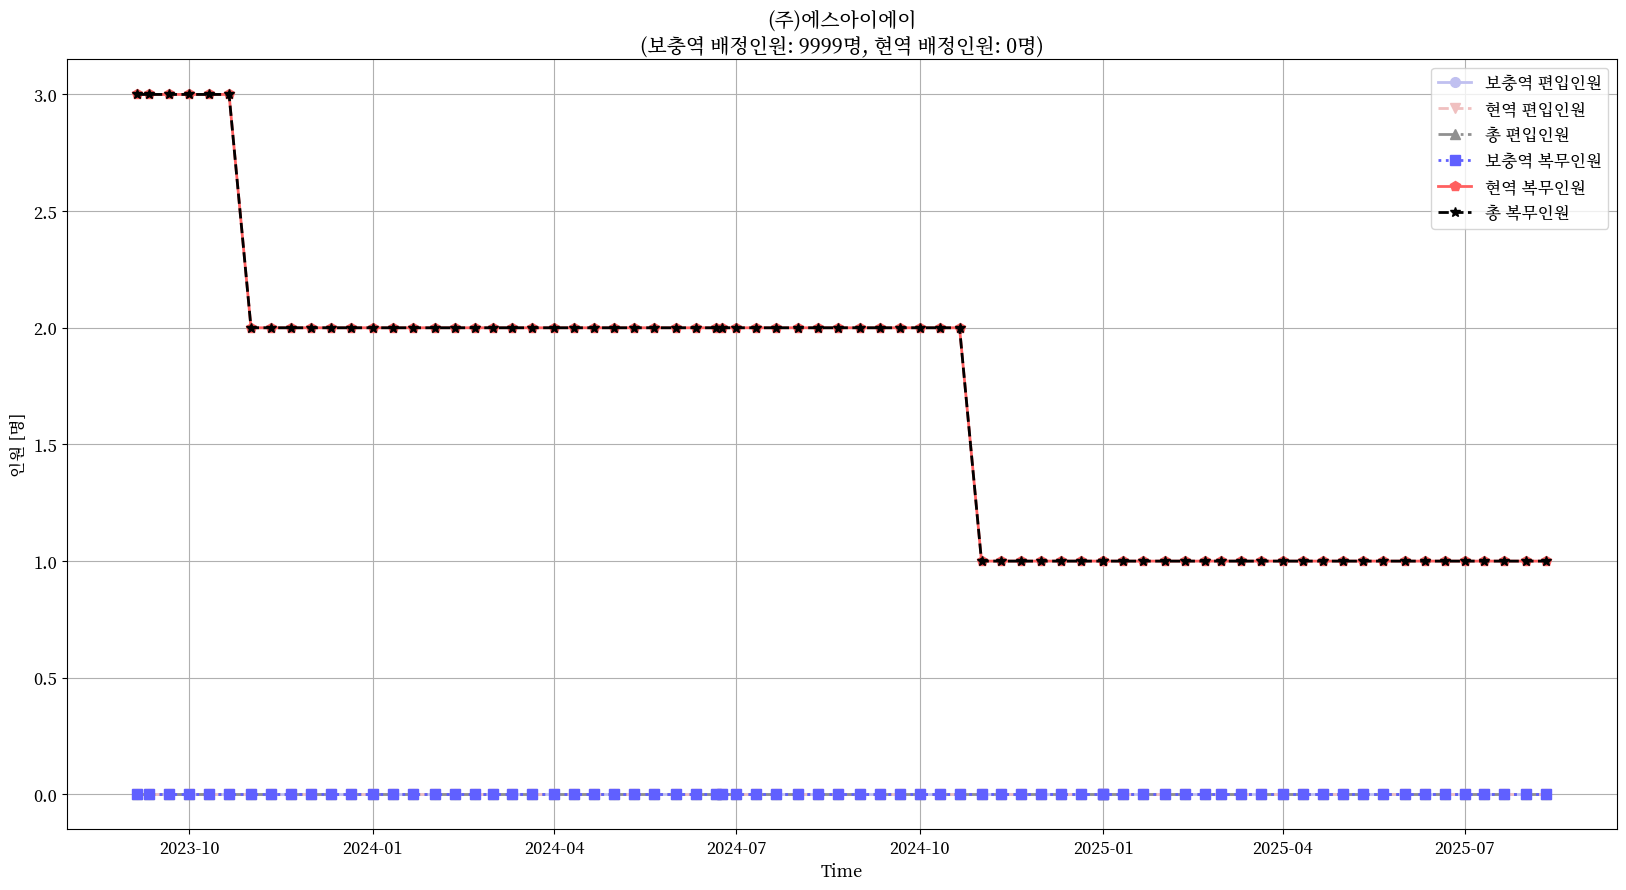 (주)에스아이에이
(보충역 배정인원: 9999명, 현역 배정인원: 0명)
보충역 편입인원
현역 편입인원
총 편입인원
보충역 복무인원
현역 복무인원
총 복무인원
인원 [명]
3.0
2.5
2.0
1.5
1.0
0.5
0.0
2023-10 2024-01 2024-04 2024-07 2024-10 2025-01 2025-04 2025-07
Time